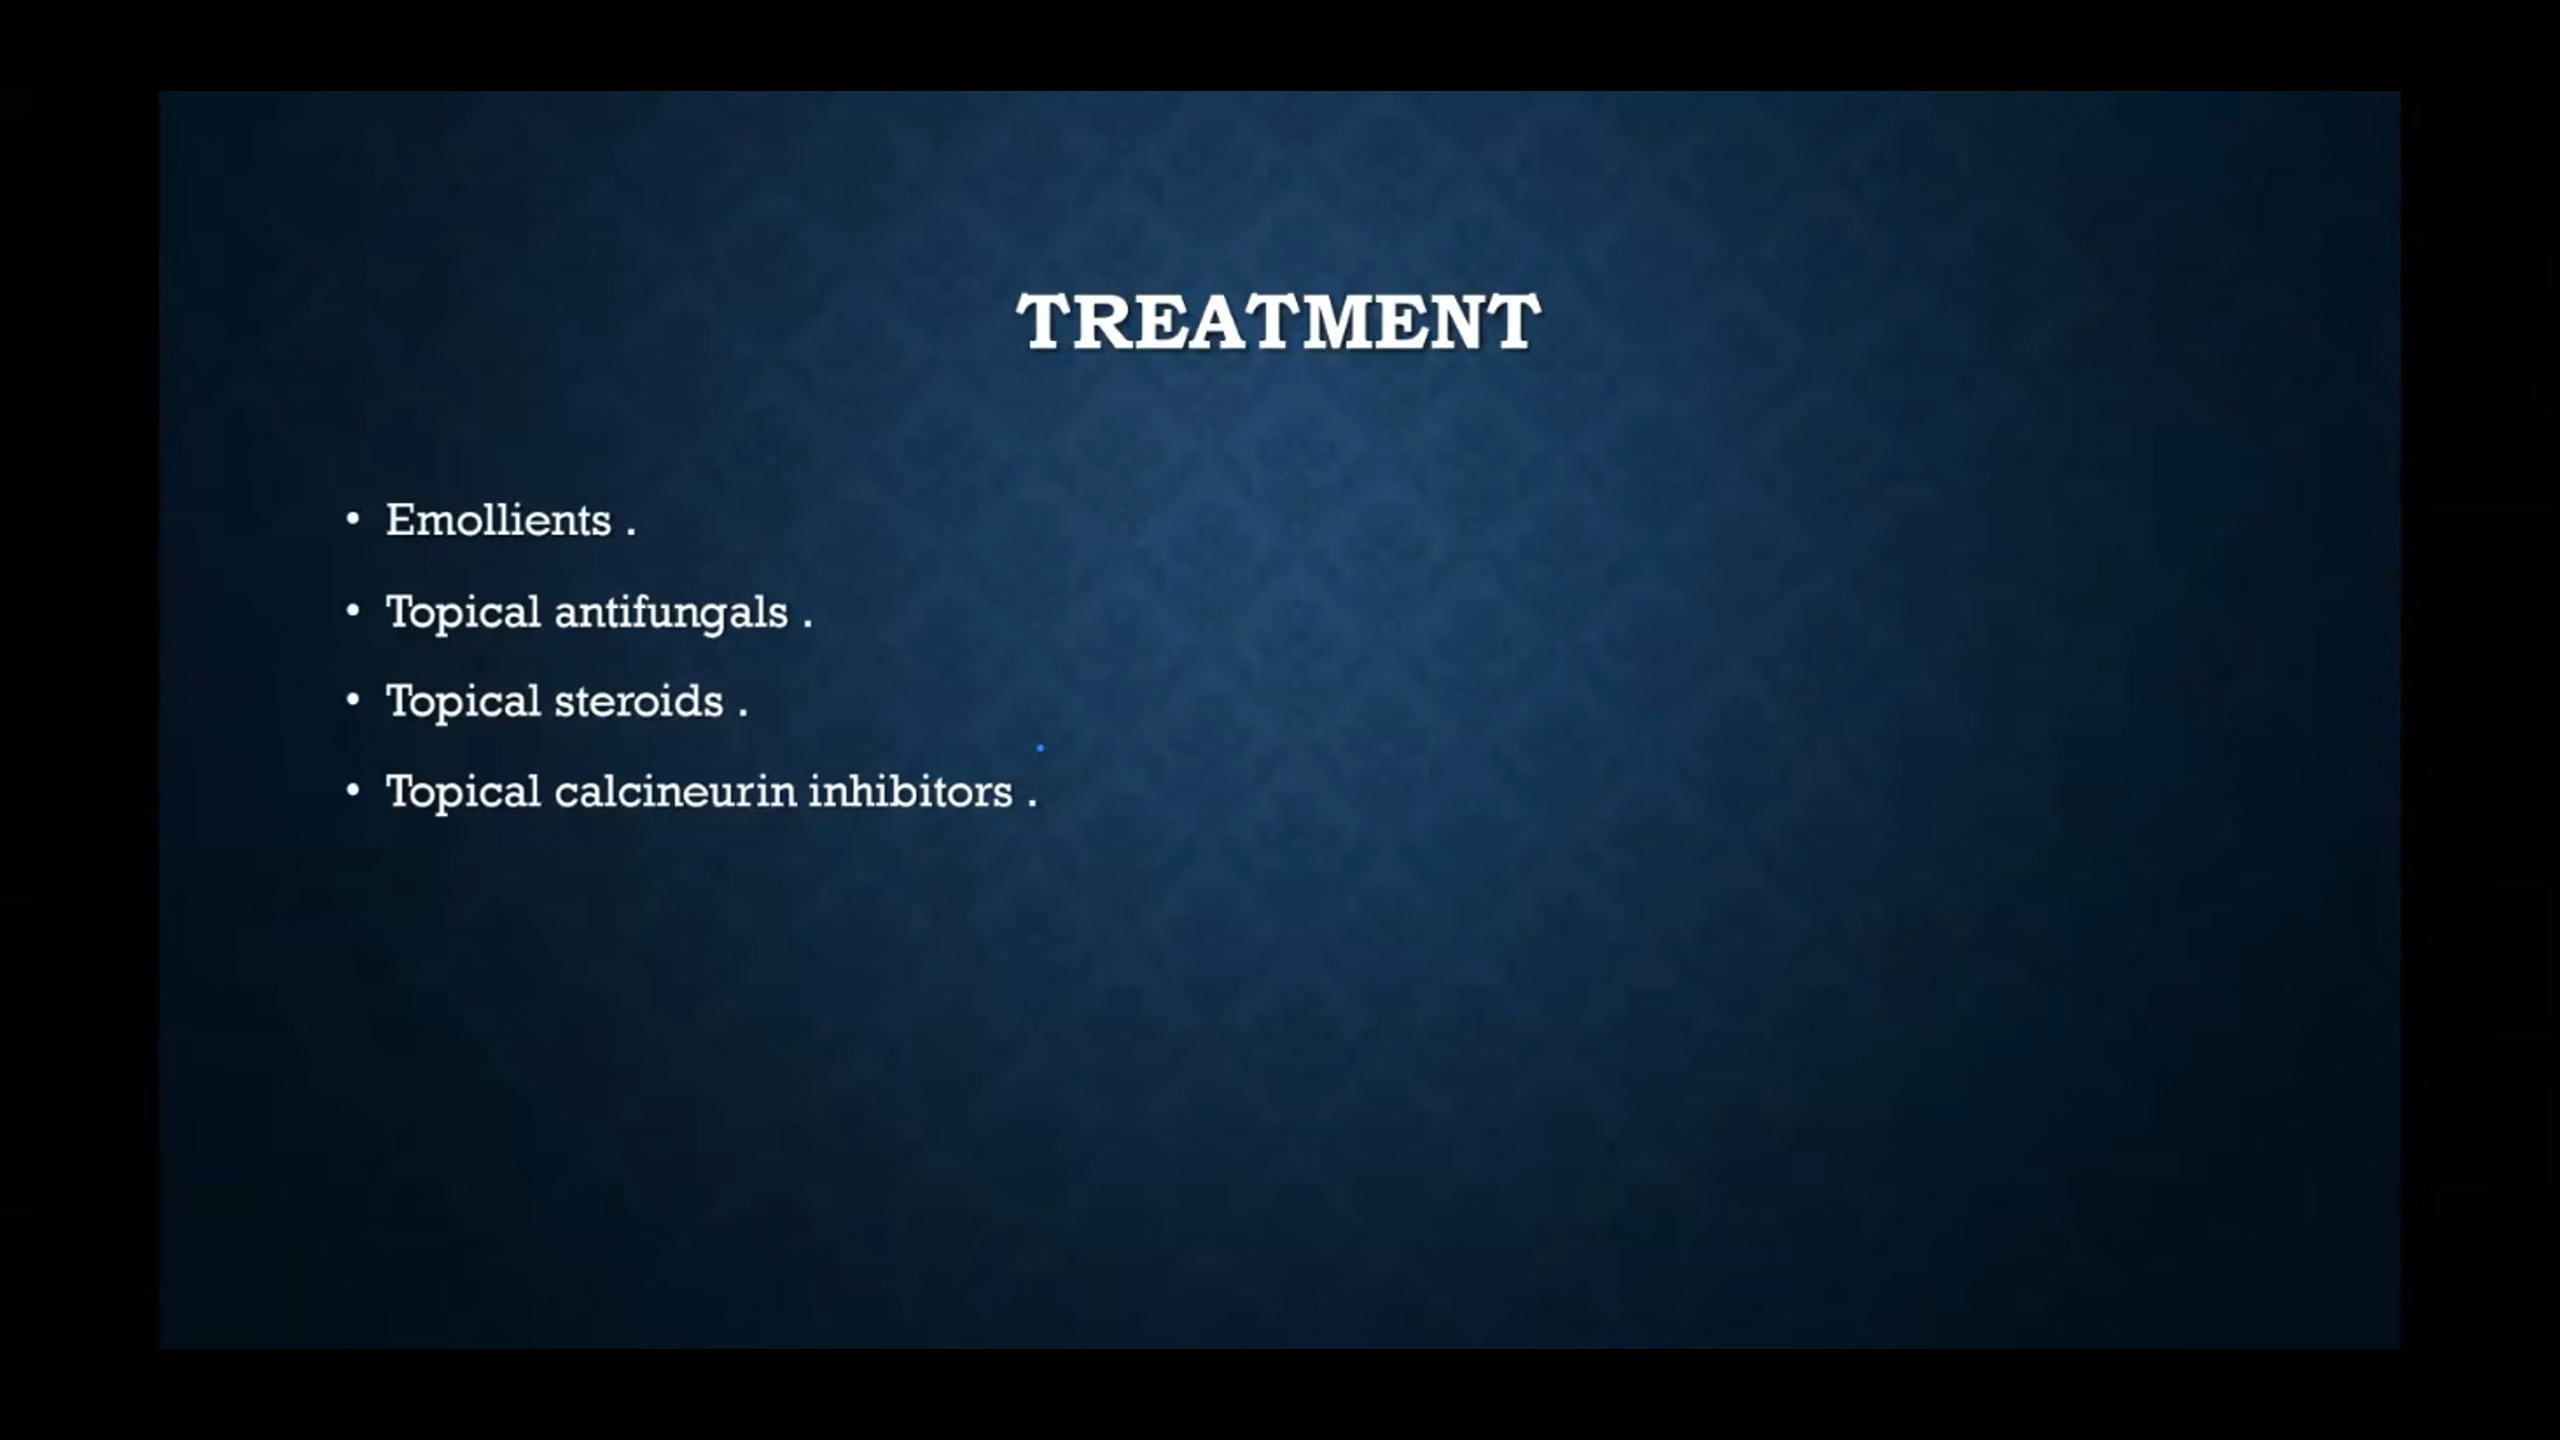 TREATMENT
• Emollients .
• Topical antifungals .
• Topical steroids .
• Topical calcineurin inhibitors .